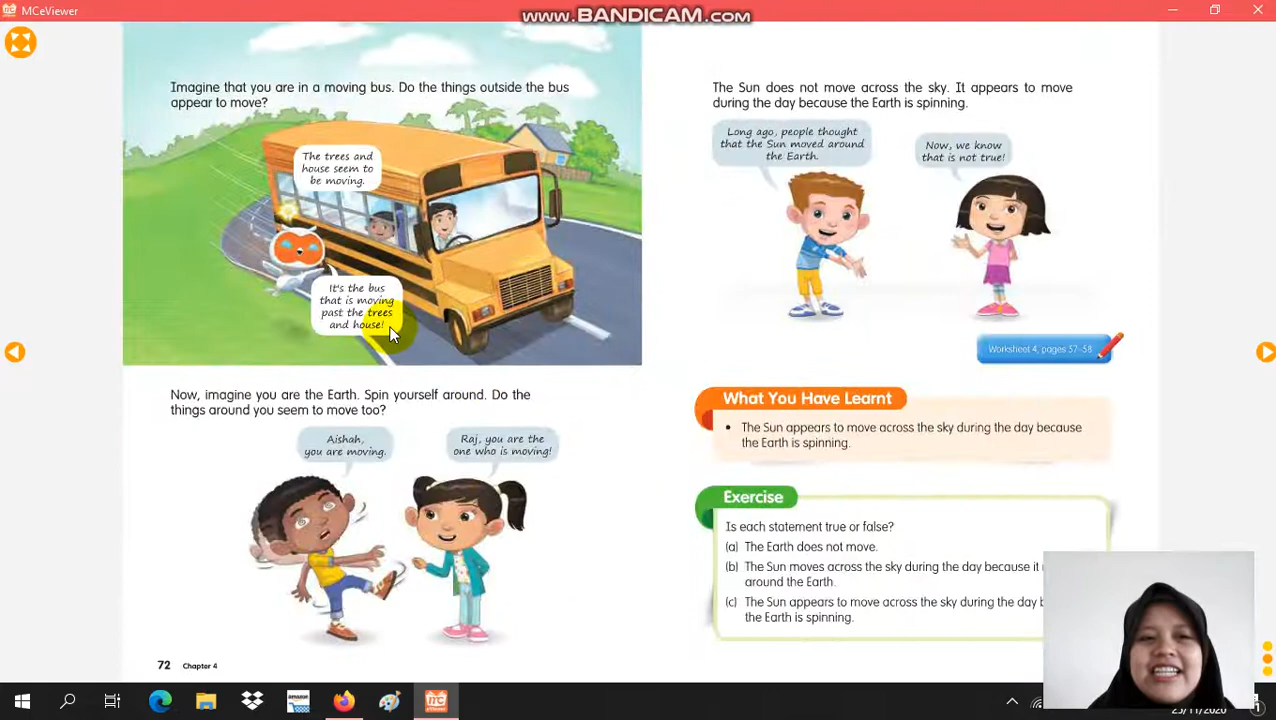 MCeViewer
www.BANDICAM.com
Imagine that you are in a moving bus. Do the things outside the bus
appear to move?
The trees and
house seem to
be moving.
It's the bus
that is moving
past the trees
and house!
Now, imagine you are the Earth. Spin yourself around. Do the
things around you seem to move too?
Aishah,
you are moving.
Raj, you are the
one who is moving!
72 Chapter 4
The Sun does not move across the sky. It appears to move
during the day because the Earth is spinning.
Long ago, people thought
that the Sun moved around
the Earth.
Now, we know
that is not true!
Worksheet 4, pages 57–58
What You Have Learnt
• The Sun appears to move across the sky during the day because
the Earth is spinning.
Exercise
Is each statement true or false?
(a) The Earth does not move.
(b) The Sun moves across the sky during the day because it
around the Earth.
(c) The Sun appears to move across the sky during the day
the Earth is spinning.
amazon
mc